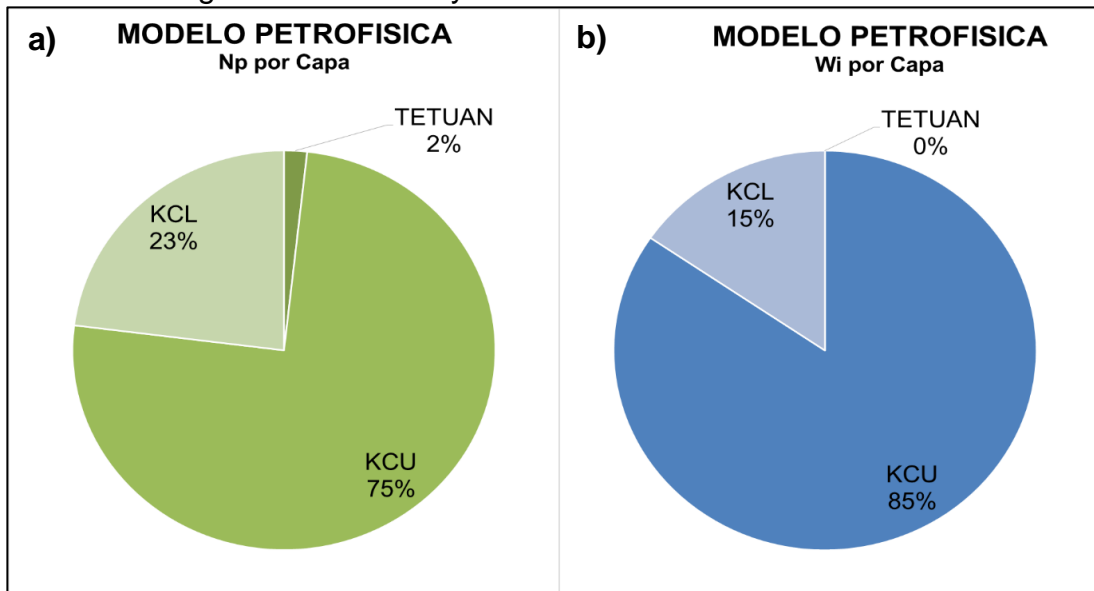 a)
MODELO PETROFISICA
Np por Capa
TETUAN
2%
KCL
23%
KCU
75%
b)
MODELO PETROFISICA
Wi por Capa
TETUAN
0%
KCL
15%
KCU
85%